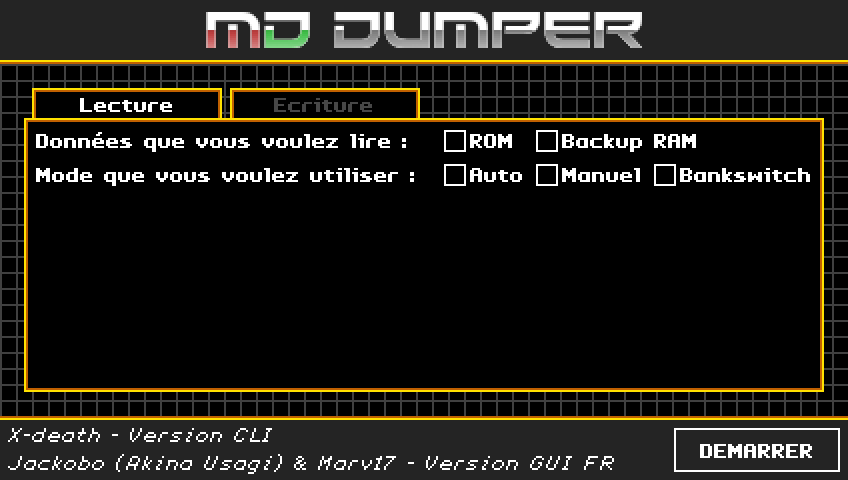 MD DUMPER
Lecture
Ecriture
Données que vous voulez lire : ROM Backup RAM
Mode que vous voulez utiliser : Auto Manuel Bankswitch
X-death - Version CLI
Jackobo (Akina Usagi) & Marv17 - Version GUI FR
DEMARRER